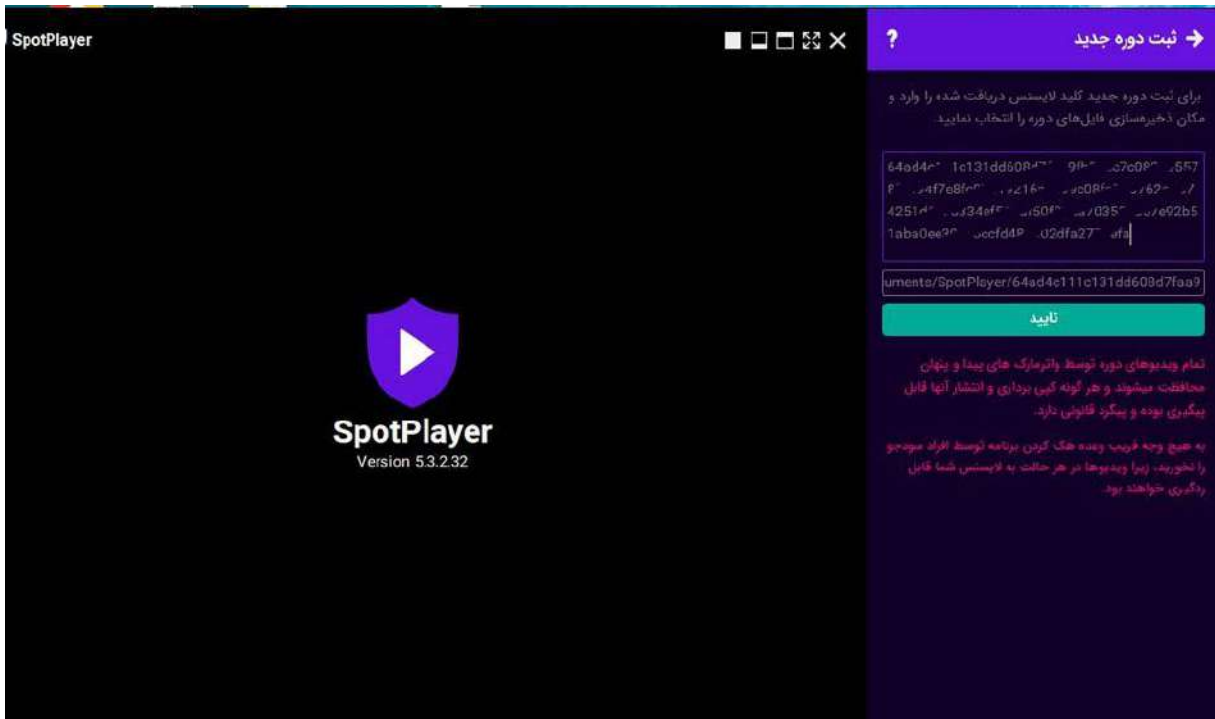 SpotPlayer
?
ثبت دوره جدید
برای ثبت دوره جدید کلید لایسنس دریافت شده را وارد و
مکان ذخیره‌سازی فایل‌های دوره را انتخاب نمایید.
uments/SpotPlayer/64ad4c111c131dd608d7faa9
تایید
تمام ویدیوهای دوره توسط واترمارک های پیدا و پنهان
محافظت میشوند و هر گونه کپی برداری و انتشار آنها قابل
پیگیری بوده و پیگرد قانونی دارد.
به هیچ وجه فریب وعده هک کردن برنامه توسط افراد سودجو
را نخورید، زیرا ویدیوها در هر حالت به لایسنس شما قابل
ردگیری خواهند بود.
SpotPlayer
Version 5.3.2.32